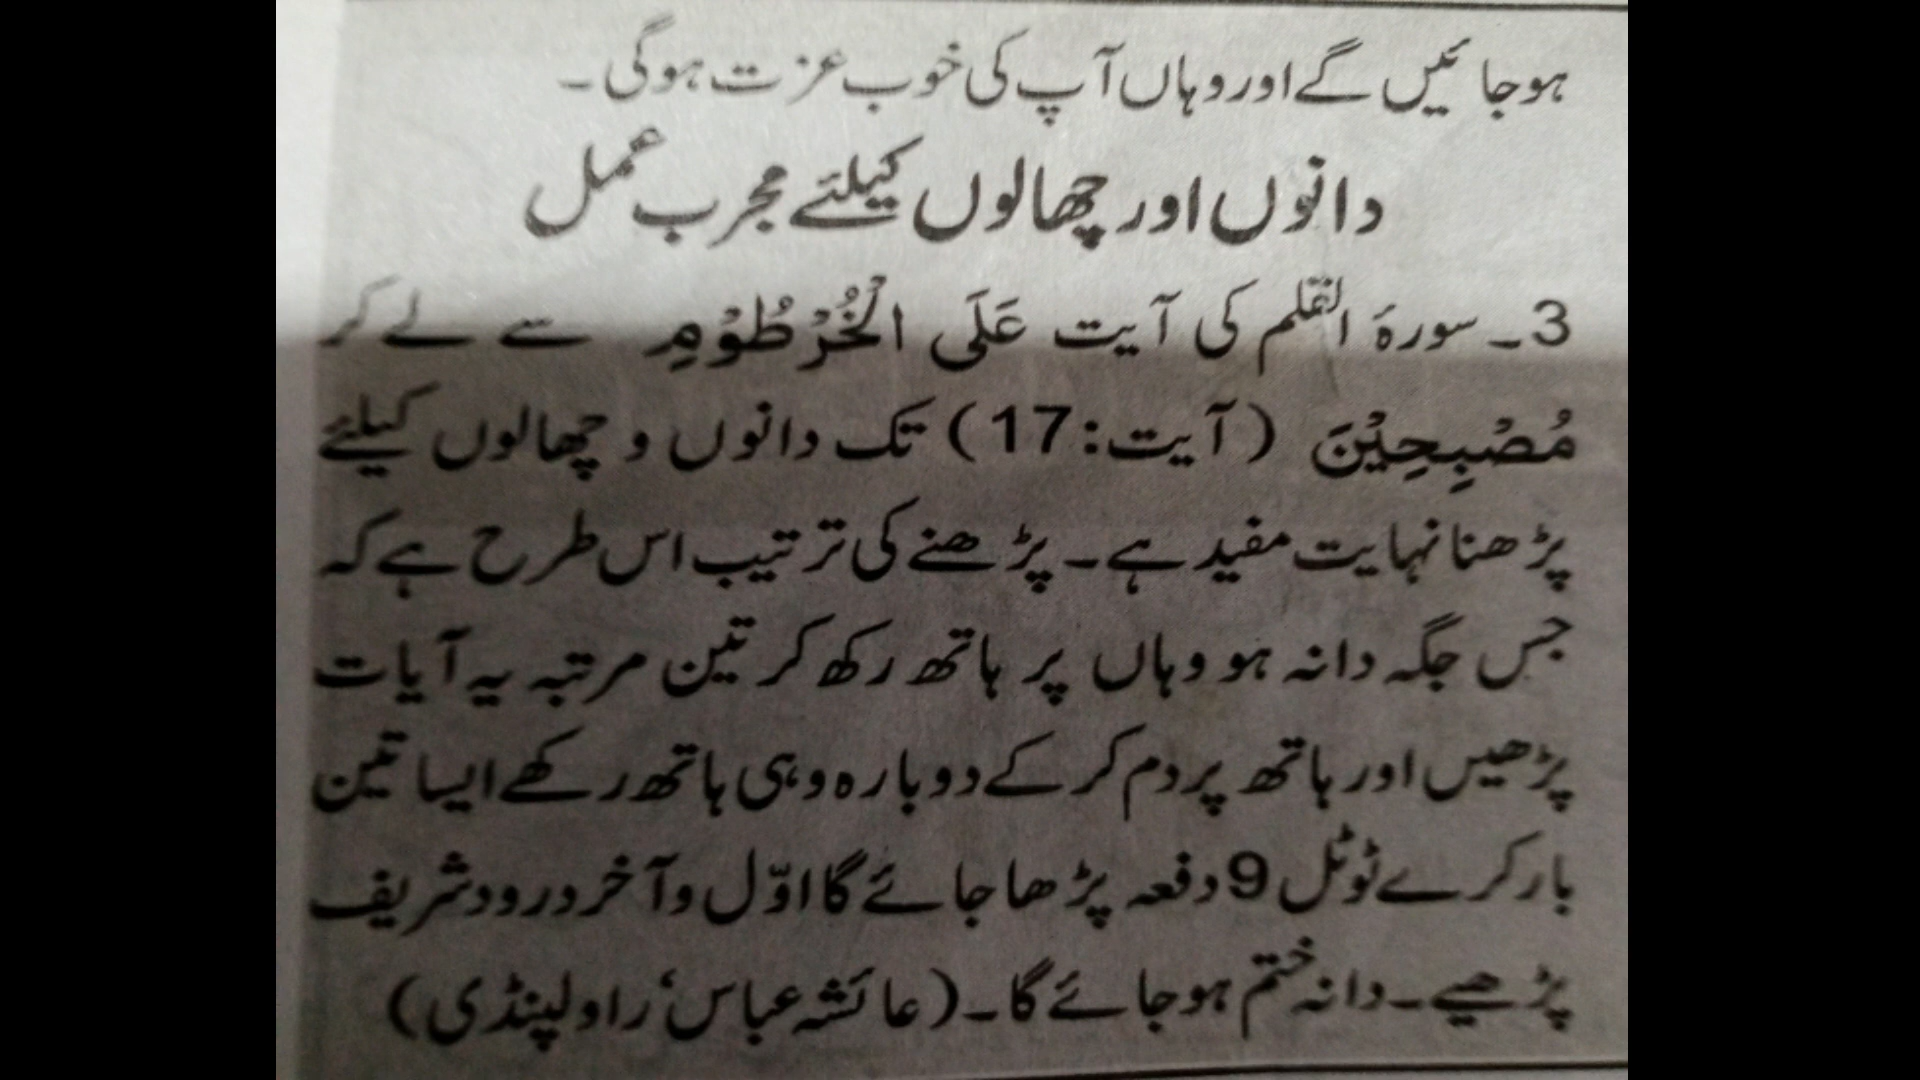 ہوجائیں گے اور وہاں آپ کی خوب عزت ہوگی۔
دانوں اور چھالوں کیلئے مجرب عمل
3۔ سورۃ القلم کی آیت عَلَی الْخُرْطُوْمِ سے لے کر
مُصْبِحِیْنَ (آیت:17) تک دانوں و چھالوں کیلئے
پڑھنا نہایت مفید ہے۔ پڑھنے کی ترتیب اس طرح ہے کہ
جس جگہ دانہ ہو وہاں پر ہاتھ رکھ کر تین مرتبہ یہ آیات
پڑھیں اور ہاتھ پر دم کر کے دوبارہ وہی ہاتھ رکھے ایسا تین
بار کرے ٹوٹل 9 دفعہ پڑھا جائے گا اوّل و آخر درود شریف
پڑھیے۔ دانہ ختم ہوجائے گا۔ (عائشہ عباس‘ راولپنڈی)